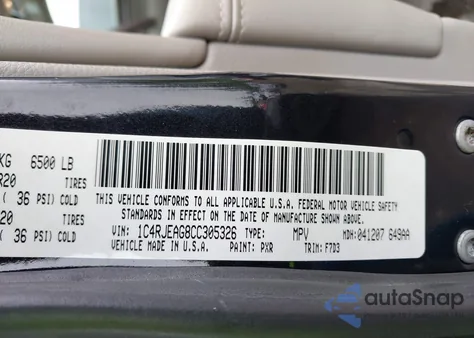 KG 6500 LB
R20 TIRES
( 36 PSI) COLD
20 TIRES
( 36 PSI) COLD
THIS VEHICLE CONFORMS TO ALL APPLICABLE U.S.A. FEDERAL MOTOR VEHICLE SAFETY
STANDARDS IN EFFECT ON THE DATE OF MANUFACTURE SHOWN ABOVE.
VIN: 1C4RJEAG8CC305326 TYPE: MPV MDH: 041207 649AA
VEHICLE MADE IN U.S.A. PAINT: PXR TRIM: F7D3
autoSnap